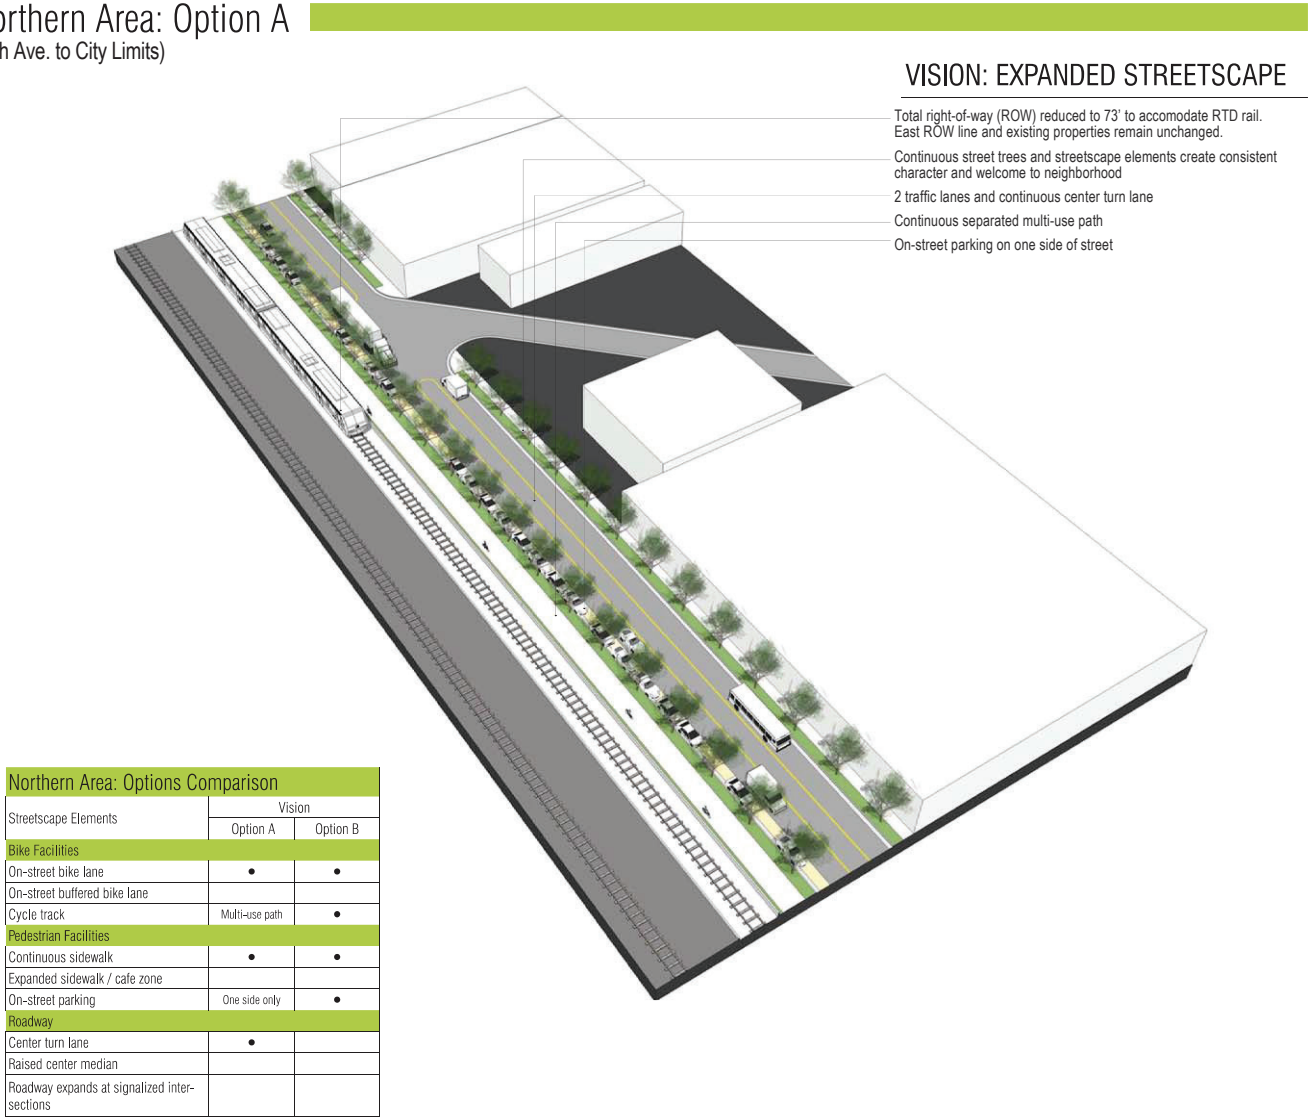 orthern Area: Option A
h Ave. to City Limits)
VISION: EXPANDED STREETSCAPE
Total right-of-way (ROW) reduced to 73' to accomodate RTD rail.
East ROW line and existing properties remain unchanged.
Continuous street trees and streetscape elements create consistent
character and welcome to neighborhood
2 traffic lanes and continuous center turn lane
Continuous separated multi-use path
On-street parking on one side of street
Northern Area: Options Comparison
Streetscape Elements Vision
Option A Option B
Bike Facilities
On-street bike lane • •
On-street buffered bike lane
Cycle track Multi-use path •
Pedestrian Facilities
Continuous sidewalk • •
Expanded sidewalk / cafe zone
On-street parking One side only •
Roadway
Center turn lane •
Raised center median
Roadway expands at signalized inter-
sections